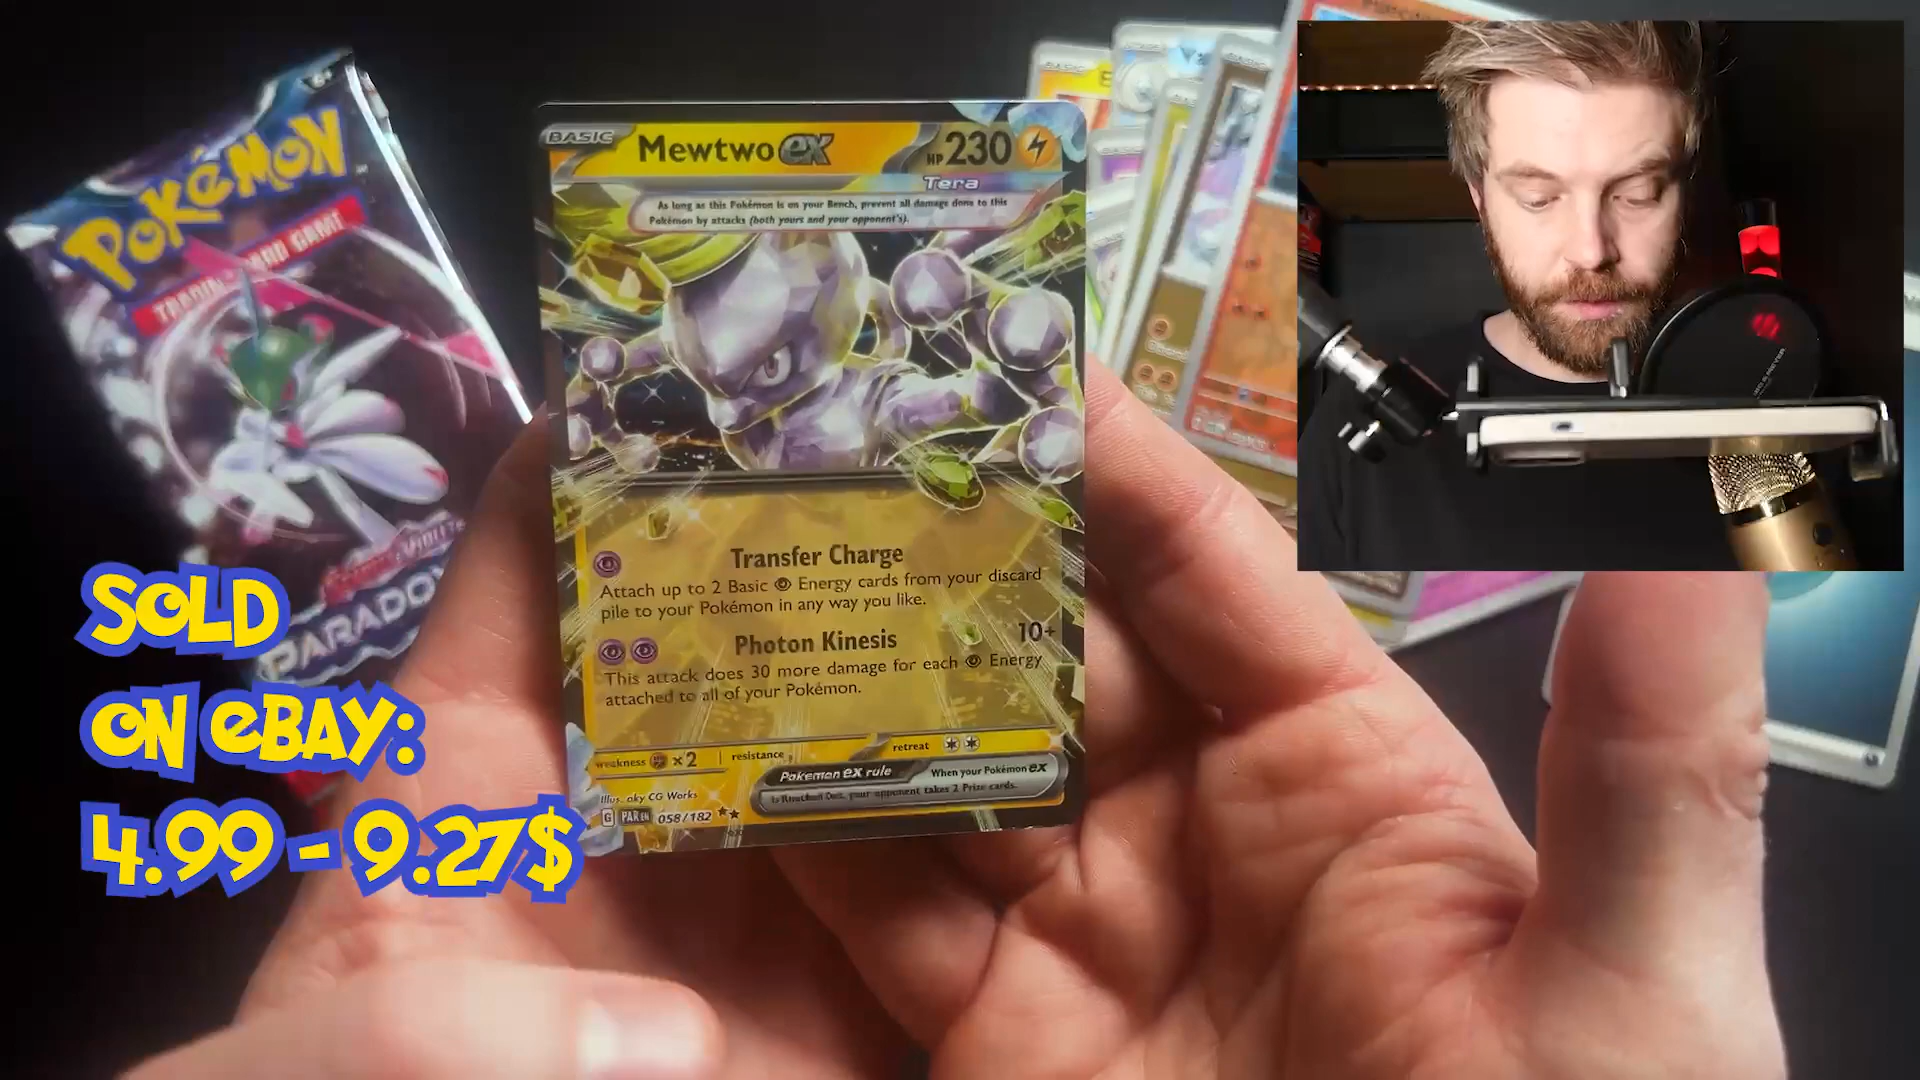 POKéMON
TRADING CARD GAME
PARADOX
SOLD
ON EBAY:
4.99 - 9.27$
BASIC
Mewtwo ex
HP 230
Tera
As long as this Pokémon is on your Bench, prevent all damage done to this
Pokémon by attacks (both yours and your opponent's).
Transfer Charge
Attach up to 2 Basic Energy cards from your discard
pile to your Pokémon in any way you like.
Photon Kinesis 10+
This attack does 30 more damage for each Energy
attached to all of your Pokémon.
weakness ×2 resistance retreat
Pokémon ex rule When your Pokémon ex
is Knocked Out, your opponent takes 2 Prize cards.
Illus. aky CG Works
G PAR EN 058/182
BASIC